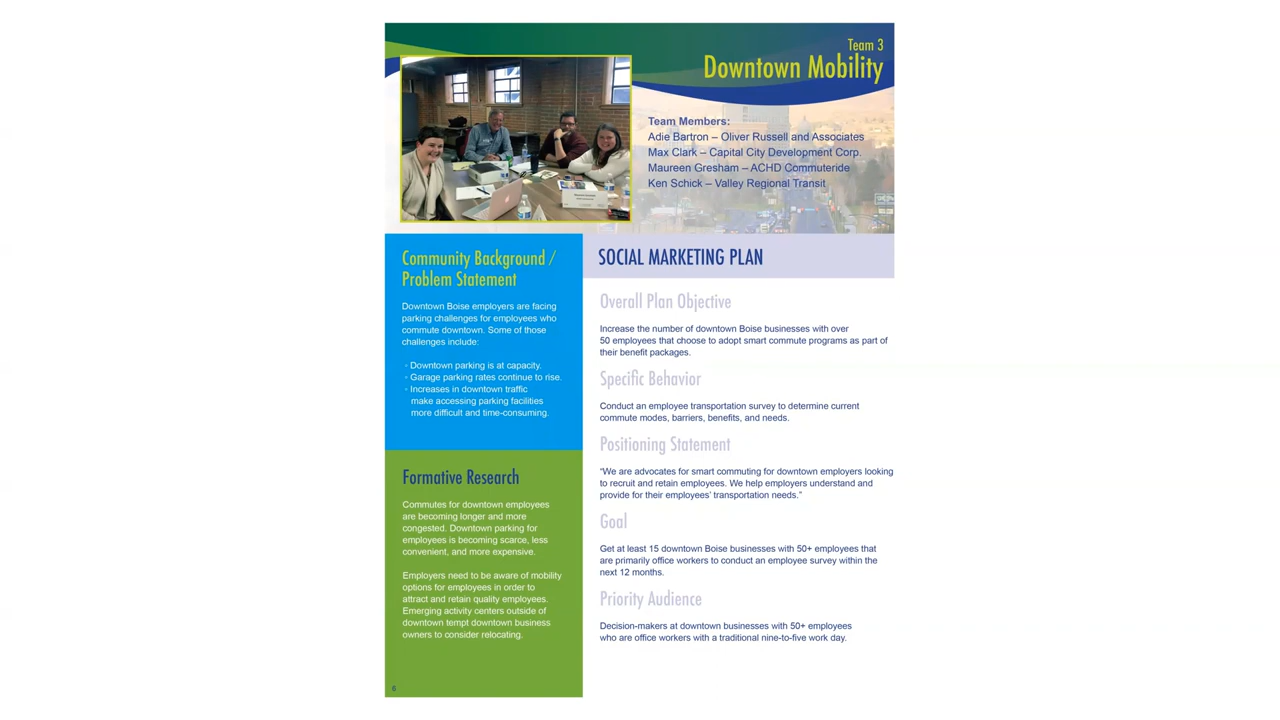 Team 3
Downtown Mobility
Team Members:
Adie Bartron – Oliver Russell and Associates
Max Clark – Capital City Development Corp.
Maureen Gresham – ACHD Commuteride
Ken Schick – Valley Regional Transit
Community Background /
Problem Statement
Downtown Boise employers are facing
parking challenges for employees who
commute downtown. Some of those
challenges include:
- Downtown parking is at capacity.
- Garage parking rates continue to rise.
- Increases in downtown traffic
make accessing parking facilities
more difficult and time-consuming.
Formative Research
Commutes for downtown employees
are becoming longer and more
congested. Downtown parking for
employees is becoming scarce, less
convenient, and more expensive.
Employers need to be aware of mobility
options for employees in order to
attract and retain quality employees.
Emerging activity centers outside of
downtown tempt downtown business
owners to consider relocating.
6
SOCIAL MARKETING PLAN
Overall Plan Objective
Increase the number of downtown Boise businesses with over
50 employees that choose to adopt smart commute programs as part of
their benefit packages.
Specific Behavior
Conduct an employee transportation survey to determine current
commute modes, barriers, benefits, and needs.
Positioning Statement
“We are advocates for smart commuting for downtown employers looking
to recruit and retain employees. We help employers understand and
provide for their employees’ transportation needs.”
Goal
Get at least 15 downtown Boise businesses with 50+ employees that
are primarily office workers to conduct an employee survey within the
next 12 months.
Priority Audience
Decision-makers at downtown businesses with 50+ employees
who are office workers with a traditional nine-to-five work day.